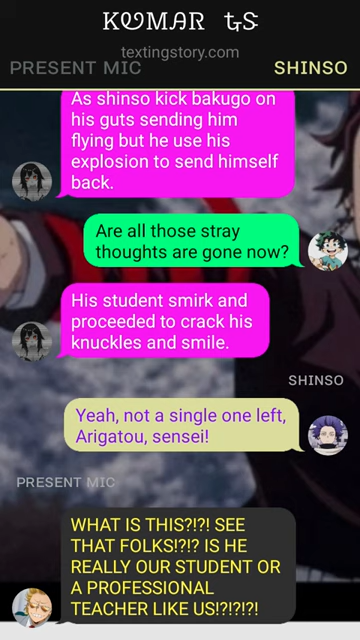 KUMAR ଌS
textingstory.com
PRESENT MIC SHINSO
As shinso kick bakugo on
his guts sending him
flying but he use his
explosion to send himself
back.
Are all those stray
thoughts are gone now?
His student smirk and
proceeded to crack his
knuckles and smile.
SHINSO
Yeah, not a single one left,
Arigatou, sensei!
PRESENT MIC
WHAT IS THIS?!?! SEE
THAT FOLKS!?!? IS HE
REALLY OUR STUDENT OR
A PROFESSIONAL
TEACHER LIKE US!?!?!?!